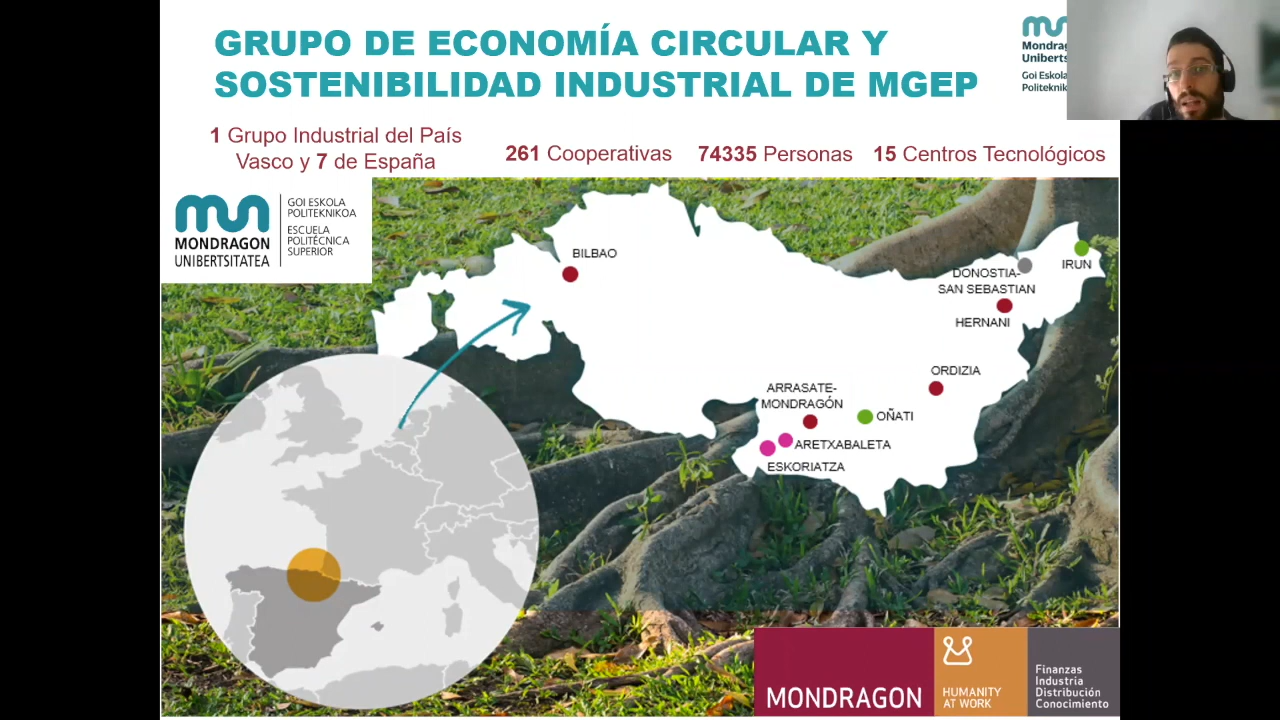 GRUPO DE ECONOMÍA CIRCULAR Y
SOSTENIBILIDAD INDUSTRIAL DE MGEP
Goi Eskola
1 Grupo Industrial del País
Vasco y 7 de España
261 Cooperativas
74335 Personas
15 Centros Tecnológicos
MONDRAGON
UNIBERTSITATEA
GOI ESKOLA
POLITEKNIKOA
ESCUELA
POLITÉCNICA
SUPERIOR
BILBAO
IRUN
DONOSTIA-
SAN SEBASTIAN
HERNANI
ORDIZIA
ARRASATE-
MONDRAGÓN
OÑATI
ARETXABALETA
ESKORIATZA
MONDRAGON
HUMANITY
AT WORK
Finanzas
Industria
Distribución
Conocimiento